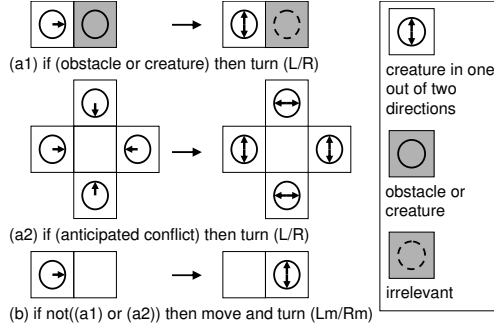 (a1) if (obstacle or creature) then turn (L/R)
(a2) if (anticipated conflict) then turn (L/R)
(b) if not((a1) or (a2)) then move and turn (Lm/Rm)
creature in one
out of two
directions
obstacle or
creature
irrelevant